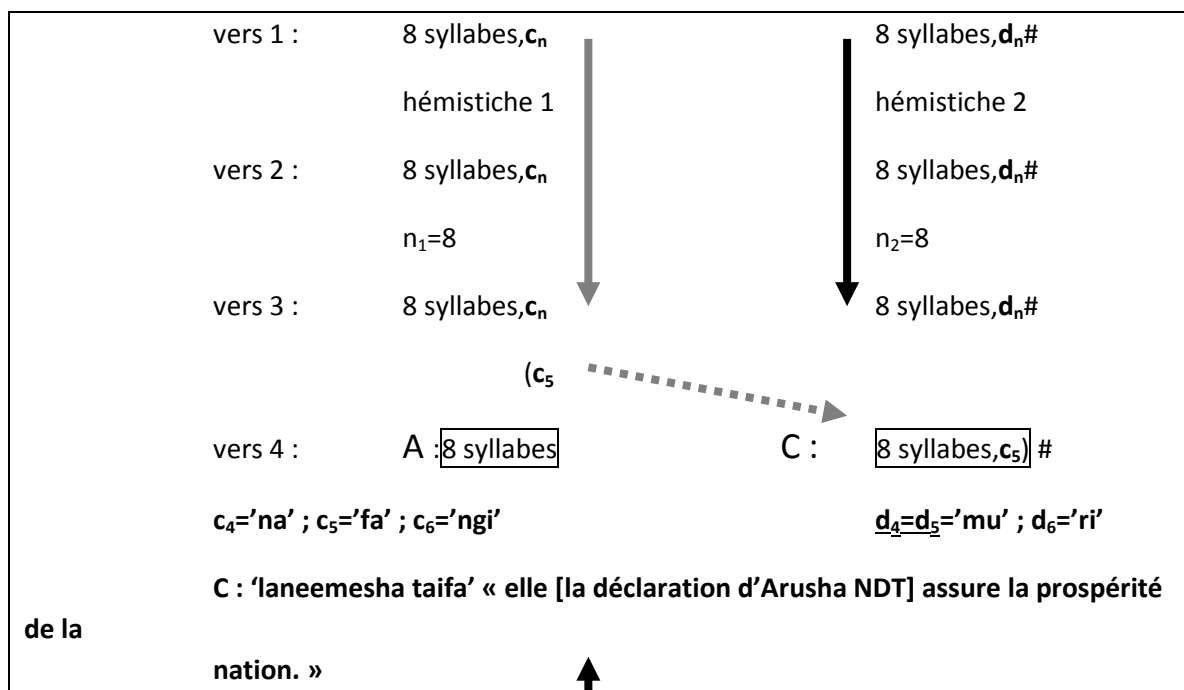 vers 1 : 8 syllabes,cₙ 8 syllabes,dₙ#
hémistiche 1 hémistiche 2
vers 2 : 8 syllabes,cₙ 8 syllabes,dₙ#
n₁=8 n₂=8
vers 3 : 8 syllabes,cₙ 8 syllabes,dₙ#
(c₅
vers 4 : A :8 syllabes C : 8 syllabes,c₅) #
c₄=’na’ ; c₅=’fa’ ; c₆=’ngi’ d₄=d₅=’mu’ ; d₆=’ri’
C : ‘laneemesha taifa’ « elle [la déclaration d’Arusha NDT] assure la prospérité
de la
nation. »